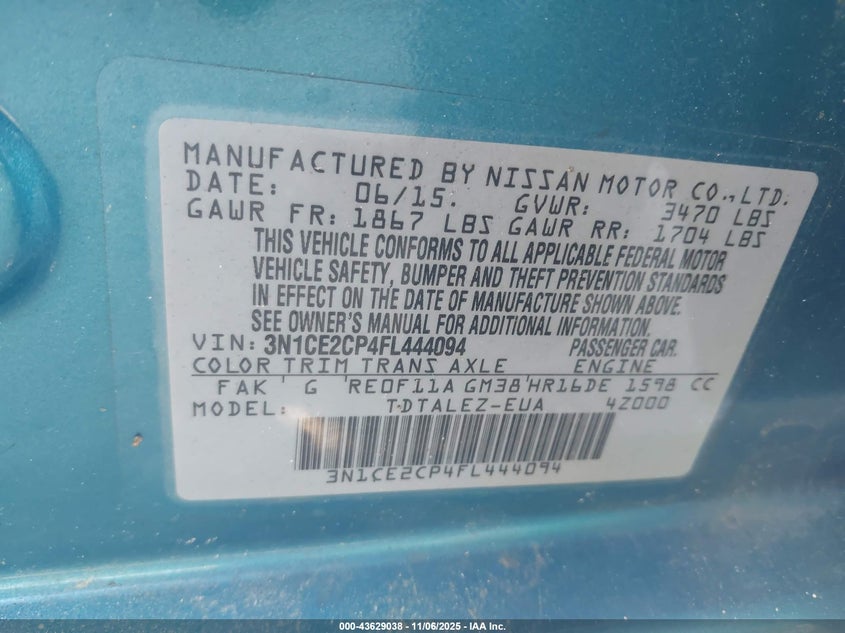 MANUFACTURED BY NISSAN MOTOR CO.,LTD.
DATE: 06/15. GVWR: 3470 LBS
GAWR FR: 1867 LBS GAWR RR: 1704 LBS
THIS VEHICLE CONFORMS TO ALL APPLICABLE FEDERAL MOTOR
VEHICLE SAFETY, BUMPER AND THEFT PREVENTION STANDARDS
IN EFFECT ON THE DATE OF MANUFACTURE SHOWN ABOVE.
SEE OWNER'S MANUAL FOR ADDITIONAL INFORMATION.
VIN: 3N1CE2CP4FL444094 PASSENGER CAR.
COLOR TRIM TRANS AXLE ENGINE
FAK G RE0F11A GM38 HR16DE 1598 CC
MODEL: TDTALEZ-EUA 4Z000
3N1CE2CP4FL444094
000-43629038 - 11/06/2025 - IAA Inc.